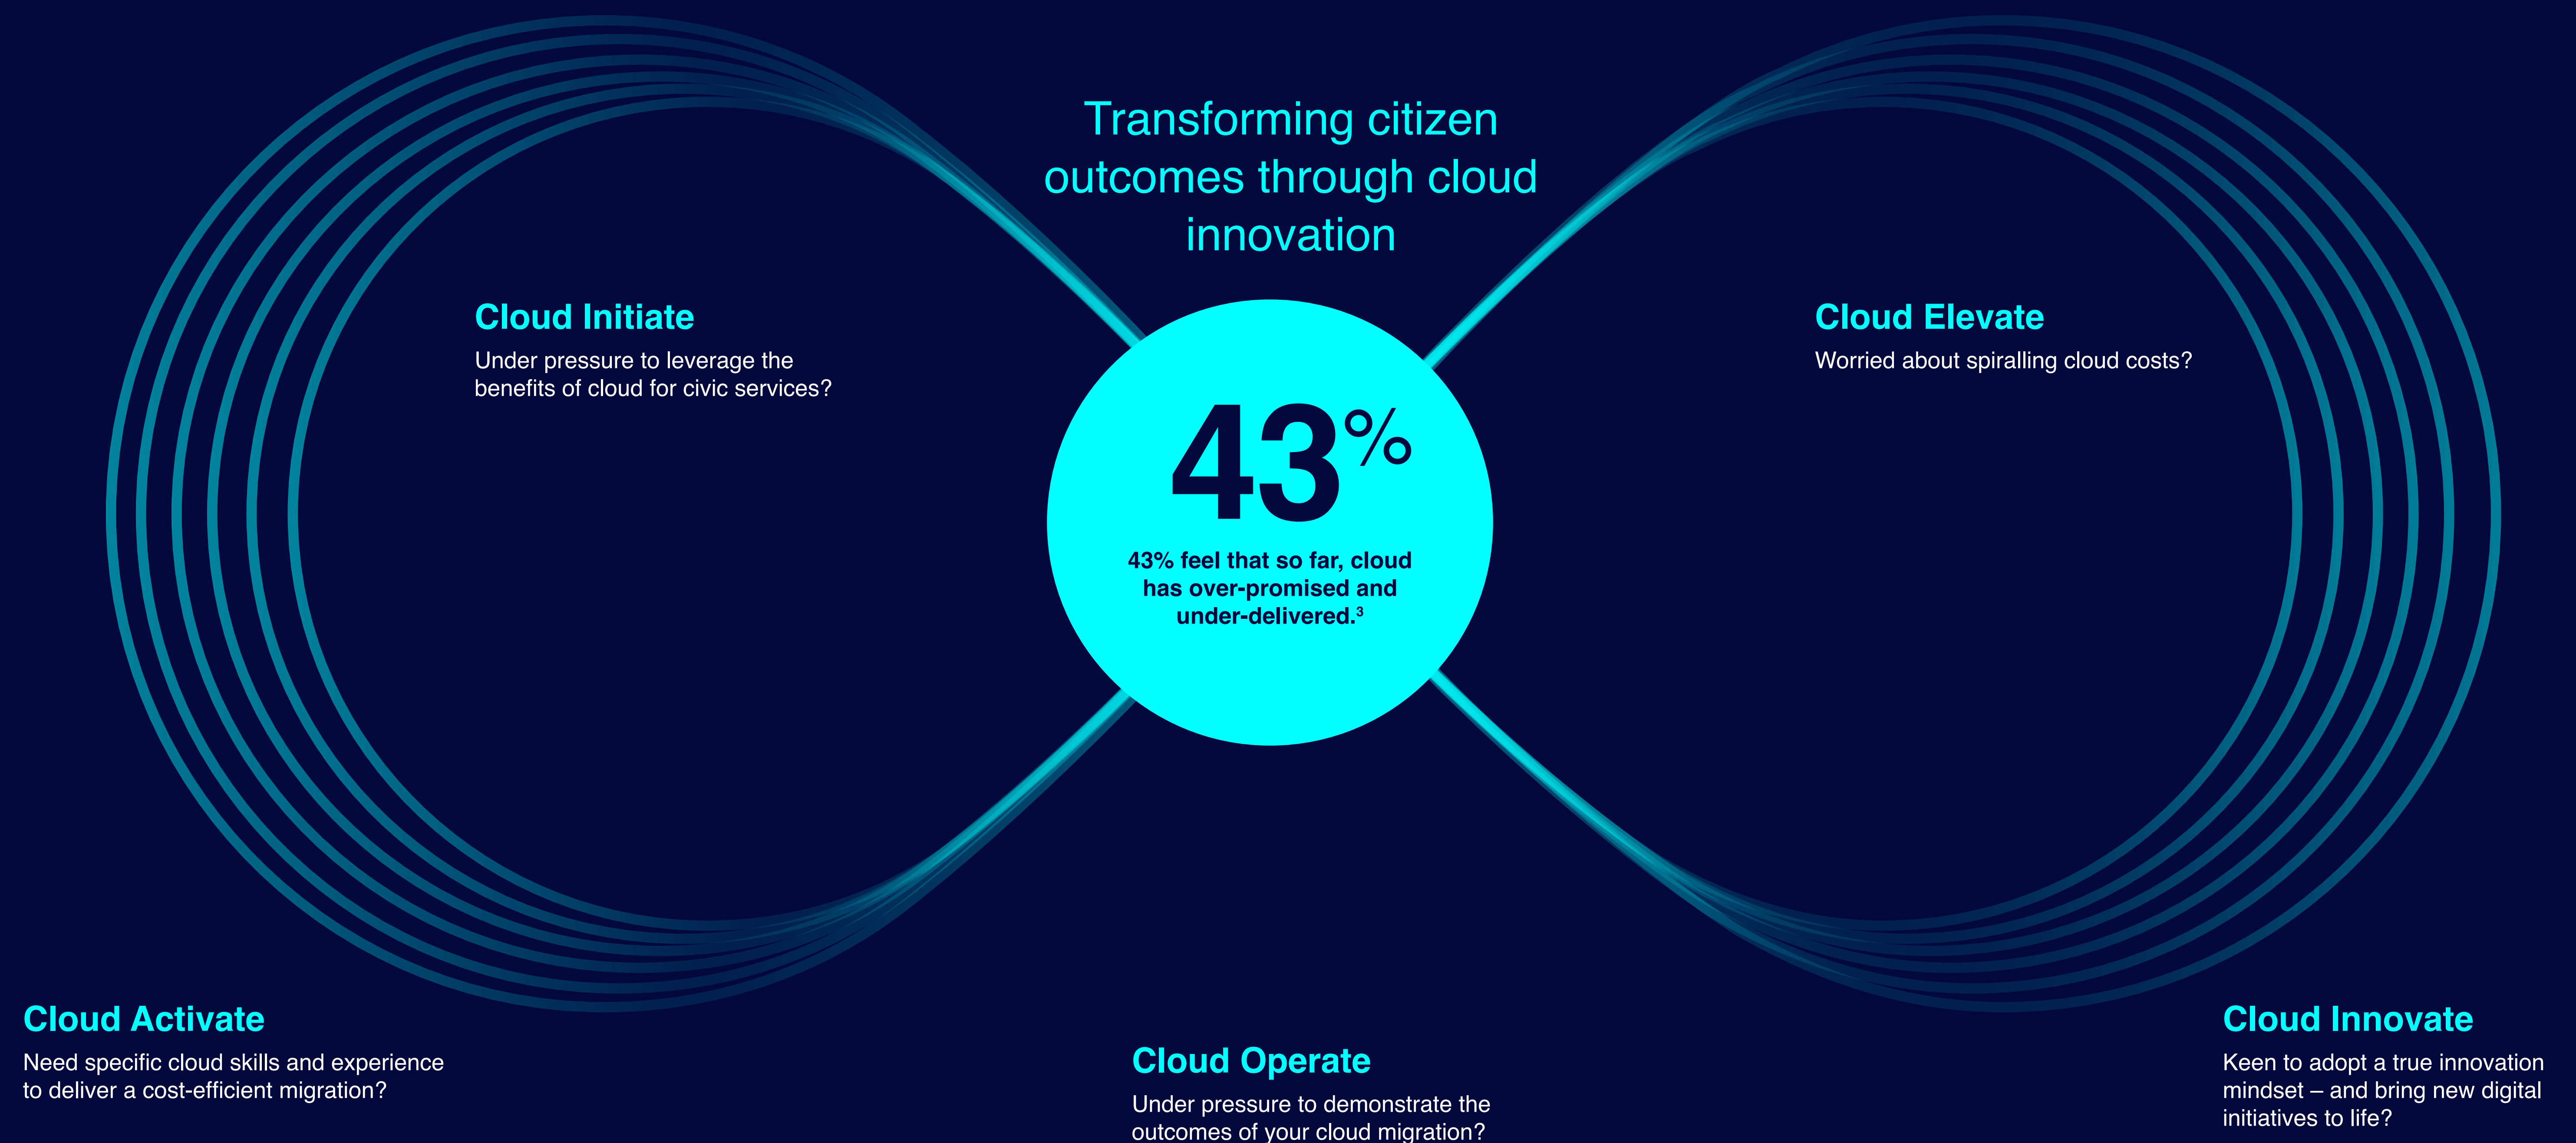 Transforming citizen
outcomes through cloud
innovation
Cloud Initiate
Under pressure to leverage the
benefits of cloud for civic services?
Cloud Elevate
Worried about spiralling cloud costs?
43%
43% feel that so far, cloud
has over-promised and
under-delivered.³
Cloud Activate
Need specific cloud skills and experience
to deliver a cost-efficient migration?
Cloud Operate
Under pressure to demonstrate the
outcomes of your cloud migration?
Cloud Innovate
Keen to adopt a true innovation
mindset – and bring new digital
initiatives to life?